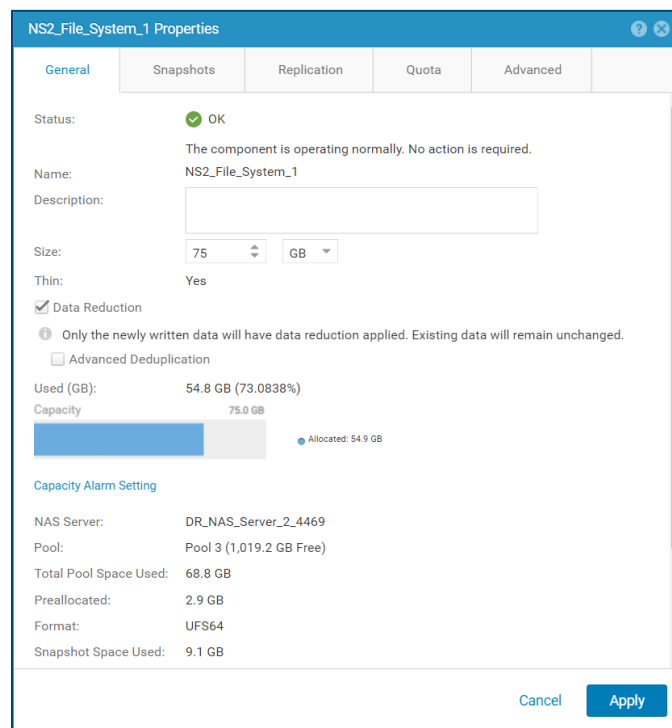 NS2_File_System_1 Properties
General Snapshots Replication Quota Advanced
Status: OK
The component is operating normally. No action is required.
Name: NS2_File_System_1
Description:
Size: 75 GB
Thin: Yes
Data Reduction
Only the newly written data will have data reduction applied. Existing data will remain unchanged.
Advanced Deduplication
Used (GB): 54.8 GB (73.0838%)
Capacity 75.0 GB
Allocated: 54.9 GB
Capacity Alarm Setting
NAS Server: DR_NAS_Server_2_4469
Pool: Pool 3 (1,019.2 GB Free)
Total Pool Space Used: 68.8 GB
Preallocated: 2.9 GB
Format: UFS64
Snapshot Space Used: 9.1 GB
Cancel Apply